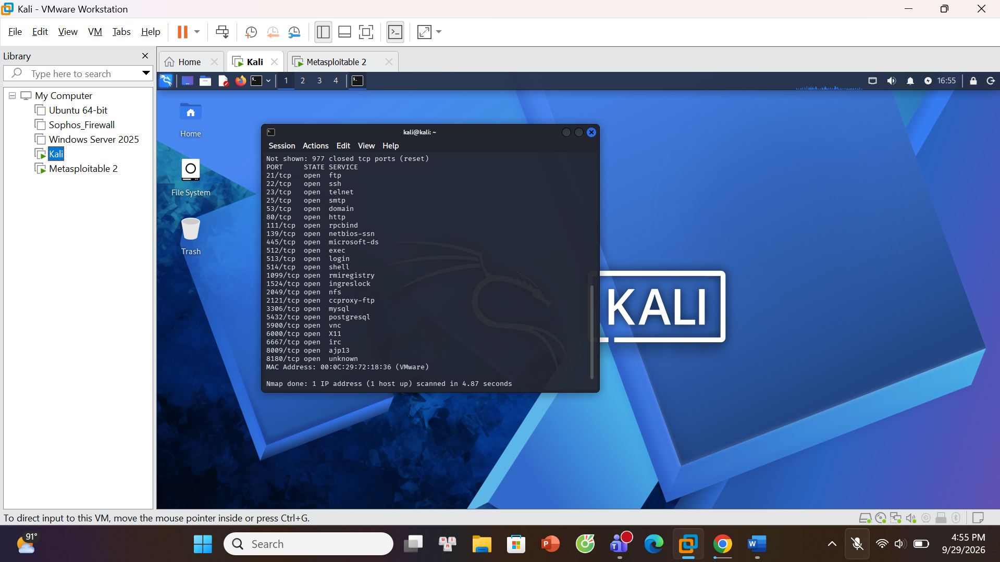 Kali - VMware Workstation
File Edit View VM Tabs Help
Library
Type here to search
My Computer
Ubuntu 64-bit
Sophos_Firewall
Windows Server 2025
Kali
Metasploitable 2
Home
Kali
Metasploitable 2
1 2 3 4
16:55
Home
File System
Trash
kali@kali: ~
Session Actions Edit View Help
Not shown: 977 closed tcp ports (reset)
PORT STATE SERVICE
21/tcp open ftp
22/tcp open ssh
23/tcp open telnet
25/tcp open smtp
53/tcp open domain
80/tcp open http
111/tcp open rpcbind
139/tcp open netbios-ssn
445/tcp open microsoft-ds
512/tcp open exec
513/tcp open login
514/tcp open shell
1099/tcp open rmiregistry
1524/tcp open ingreslock
2049/tcp open nfs
2121/tcp open ccproxy-ftp
3306/tcp open mysql
5432/tcp open postgresql
5900/tcp open vnc
6000/tcp open X11
6667/tcp open irc
8009/tcp open ajp13
8180/tcp open unknown
MAC Address: 00:0C:29:72:18:36 (VMware)
Nmap done: 1 IP address (1 host up) scanned in 4.87 seconds
KALI
To direct input to this VM, move the mouse pointer inside or press Ctrl+G.
91°
Search
4:55 PM
9/29/2026